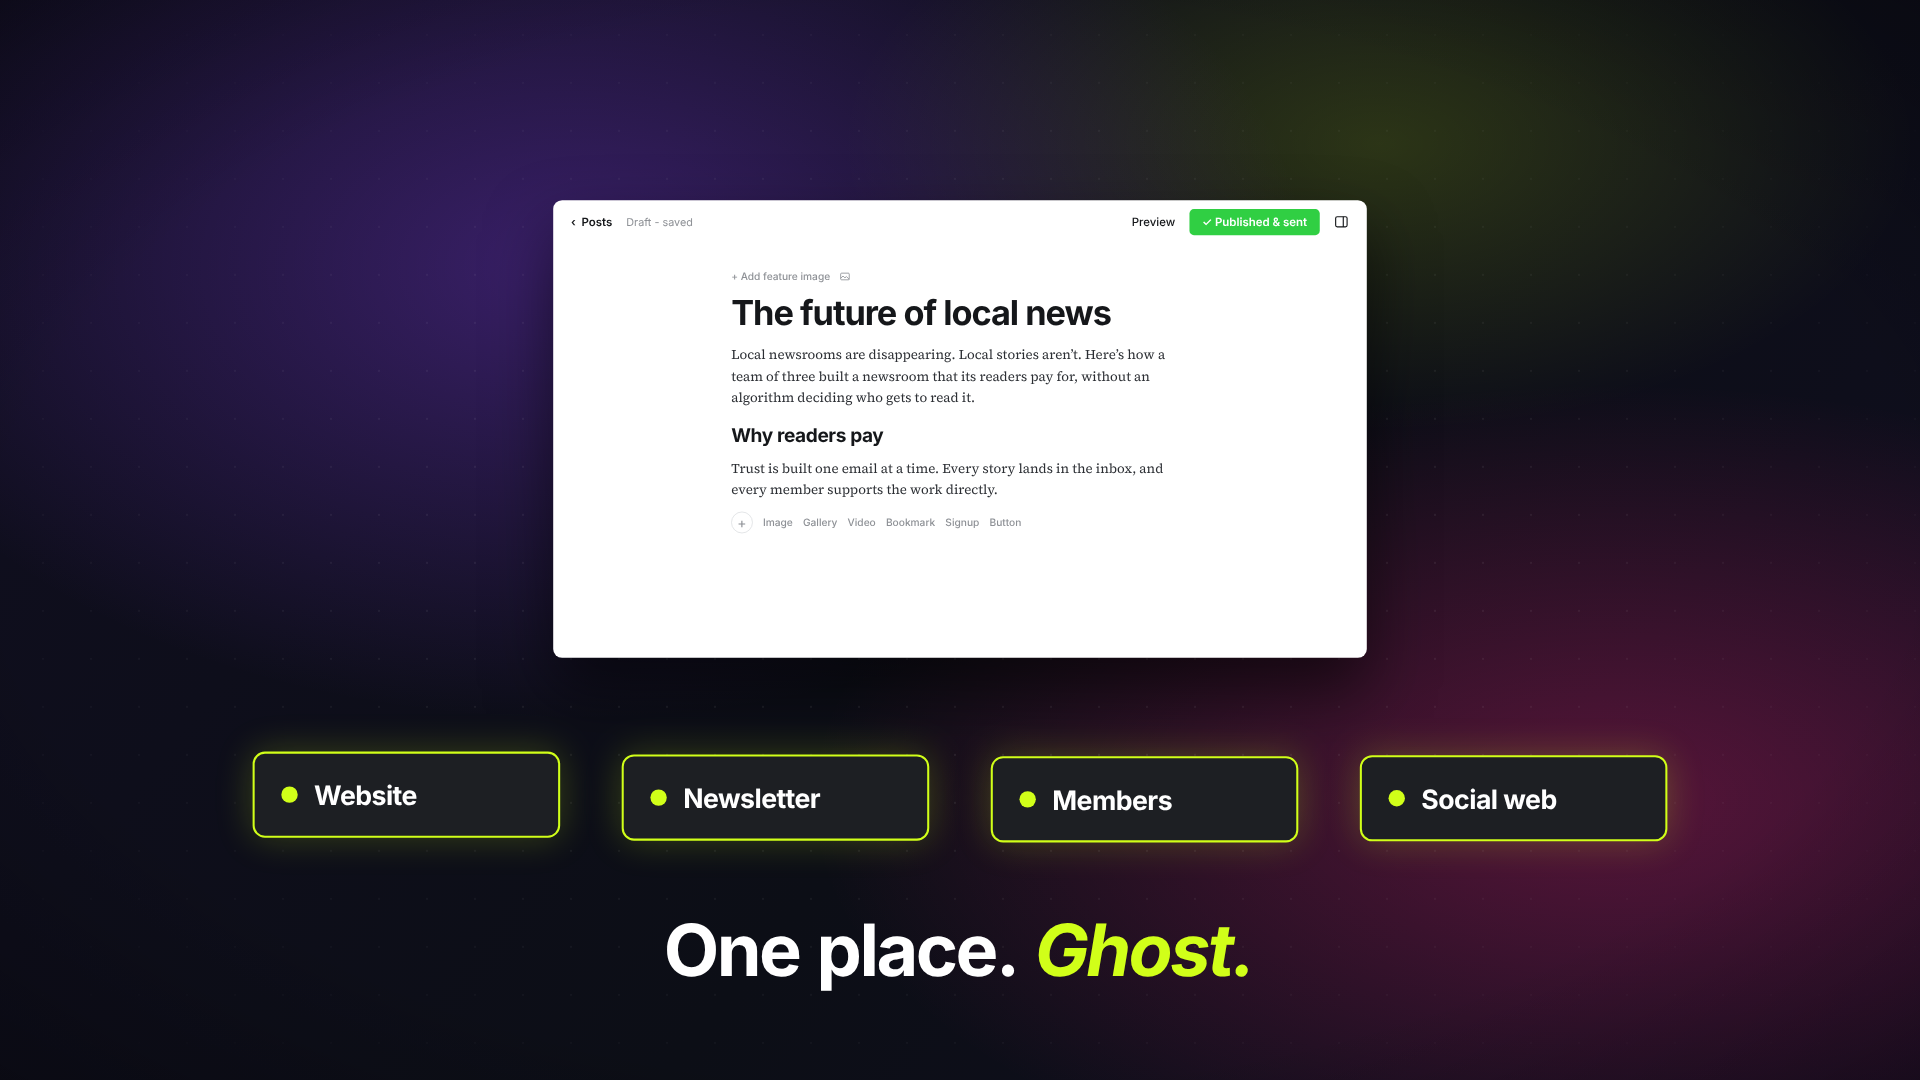 ‹ Posts Draft - saved Preview ✓ Published & sent
+ Add feature image
The future of local news
Local newsrooms are disappearing. Local stories aren’t. Here’s how a
team of three built a newsroom that its readers pay for, without an
algorithm deciding who gets to read it.
Why readers pay
Trust is built one email at a time. Every story lands in the inbox, and
every member supports the work directly.
+ Image Gallery Video Bookmark Signup Button
Website Newsletter Members Social web
One place. Ghost.